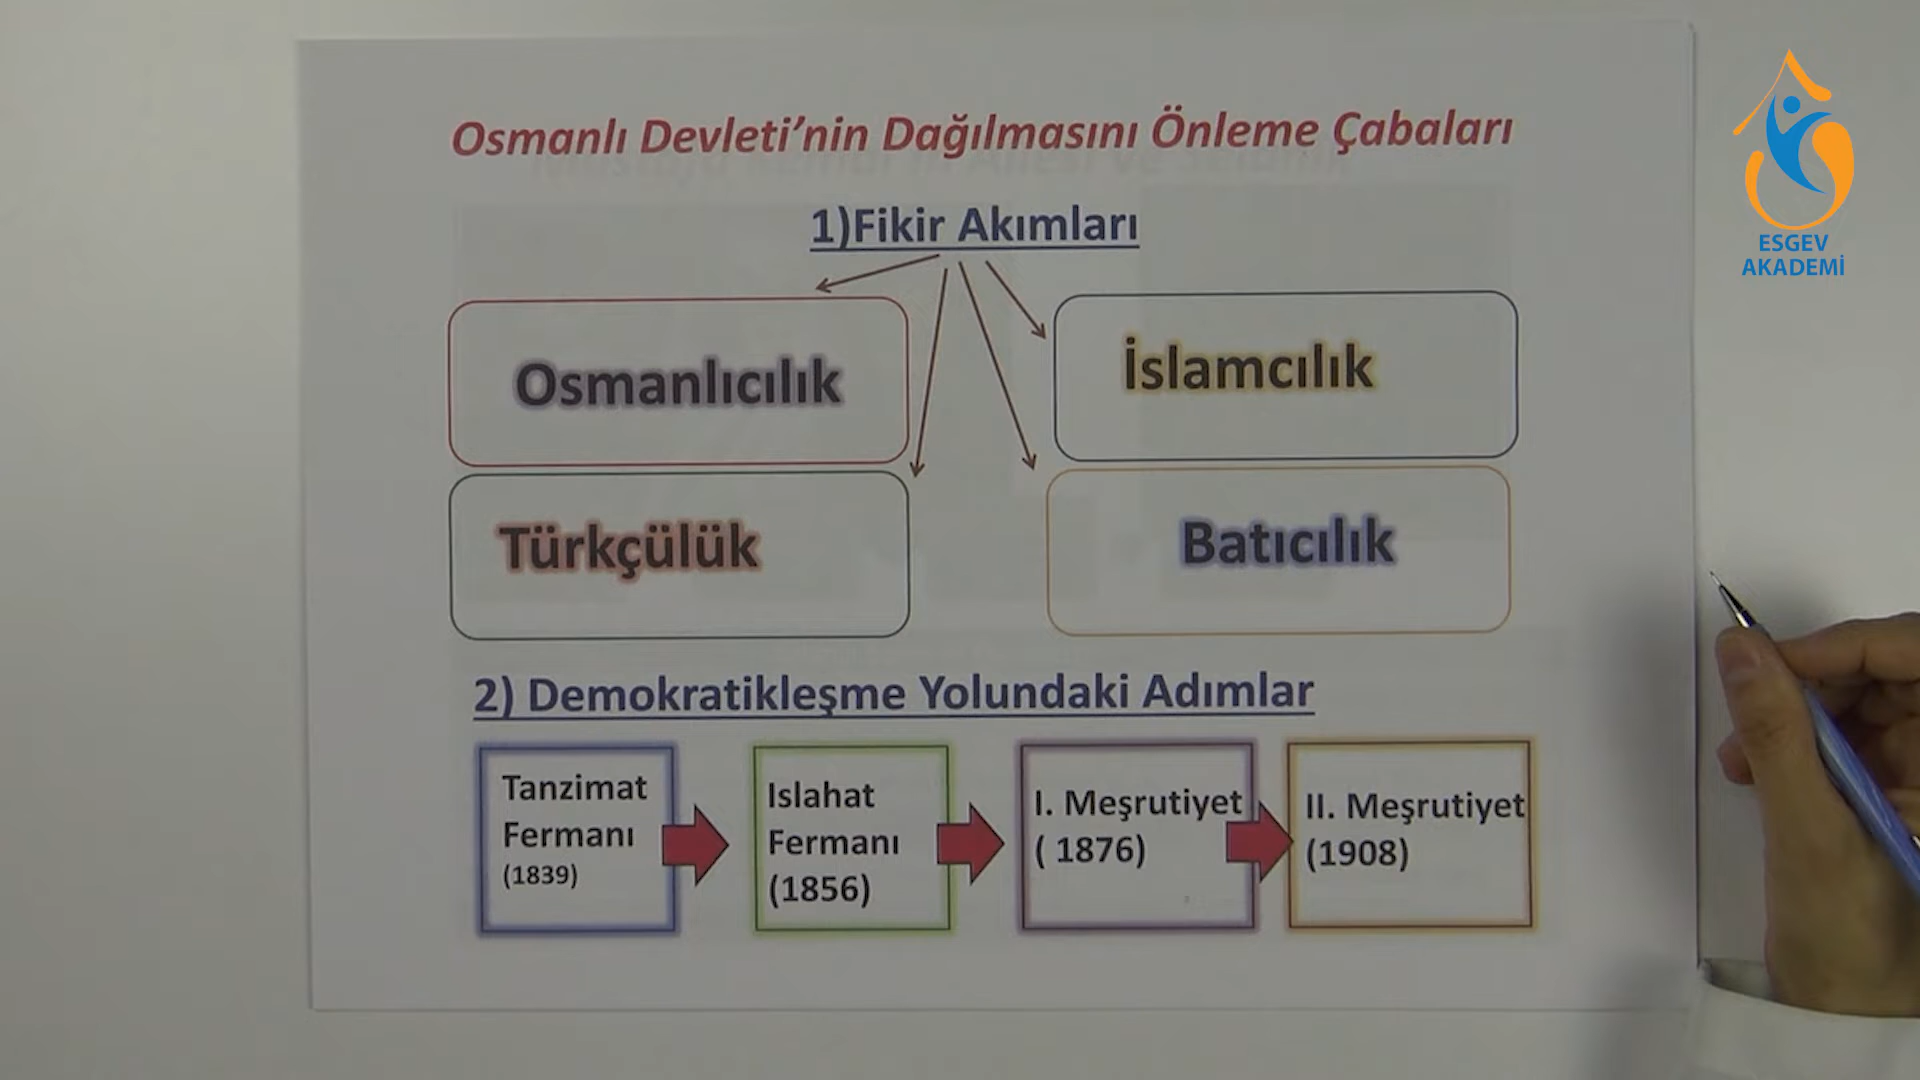 Osmanlı Devleti’nin Dağılmasını Önleme Çabaları
1)Fikir Akımları
Osmanlıcılık
İslamcılık
Türkçülük
Batıcılık
2) Demokratikleşme Yolundaki Adımlar
Tanzimat
Fermanı
(1839)
Islahat
Fermanı
(1856)
I. Meşrutiyet
( 1876)
II. Meşrutiyet
(1908)
ESGEV
AKADEMİ